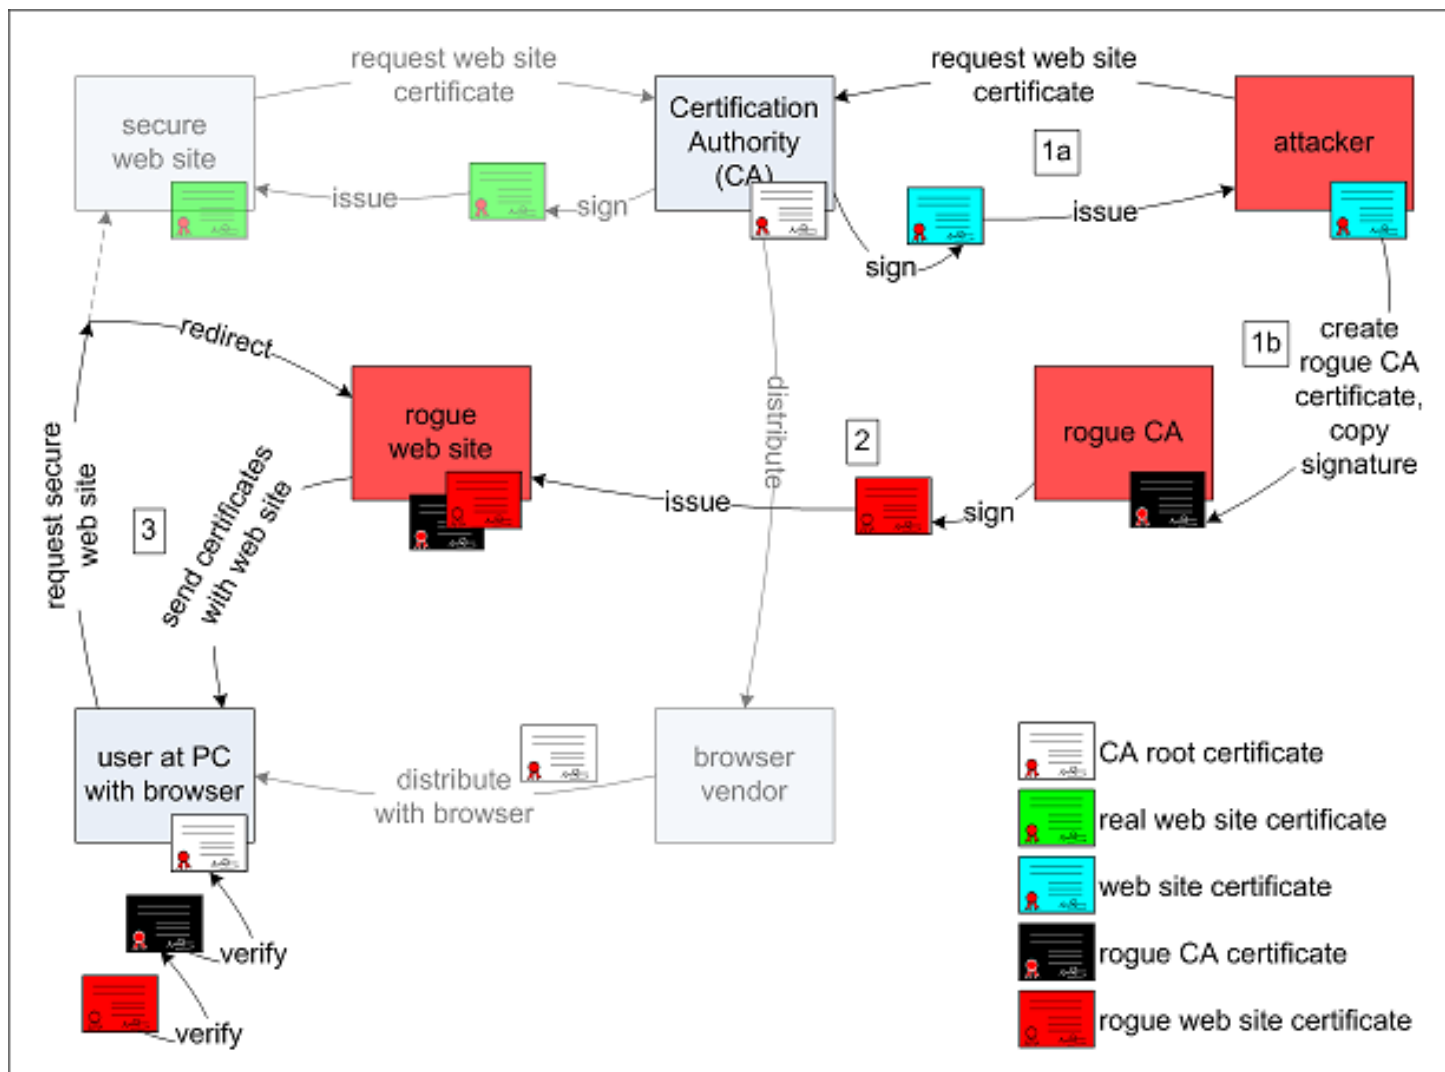 request web site
certificate
request web site
certificate
secure
web site
Certification
Authority
(CA)
attacker
1a
issue
sign
issue
sign
redirect
1b
create
rogue CA
certificate,
copy
signature
distribute
rogue
web site
2
rogue CA
issue
sign
request secure
web site
3
send certificates
with web site
user at PC
with browser
distribute
with browser
browser
vendor
CA root certificate
real web site certificate
web site certificate
rogue CA certificate
rogue web site certificate
verify
verify